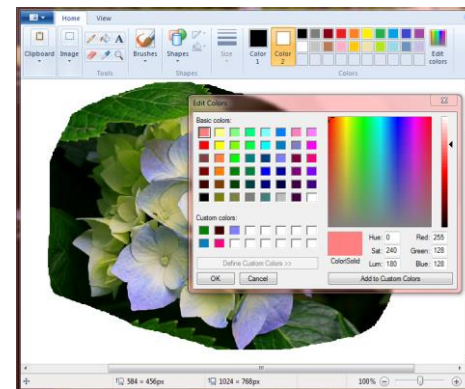 Home View
Clipboard Image Brushes Shapes Size Color 1 Color 2 Edit colors
Tools Shapes Colors
Edit Colors
Basic colors:
Custom colors:
Define Custom Colors >>
OK Cancel
Color|Solid
Hue: 0 Red: 255
Sat: 240 Green: 128
Lum: 180 Blue: 128
Add to Custom Colors
584 × 456px 1024 × 768px 100%